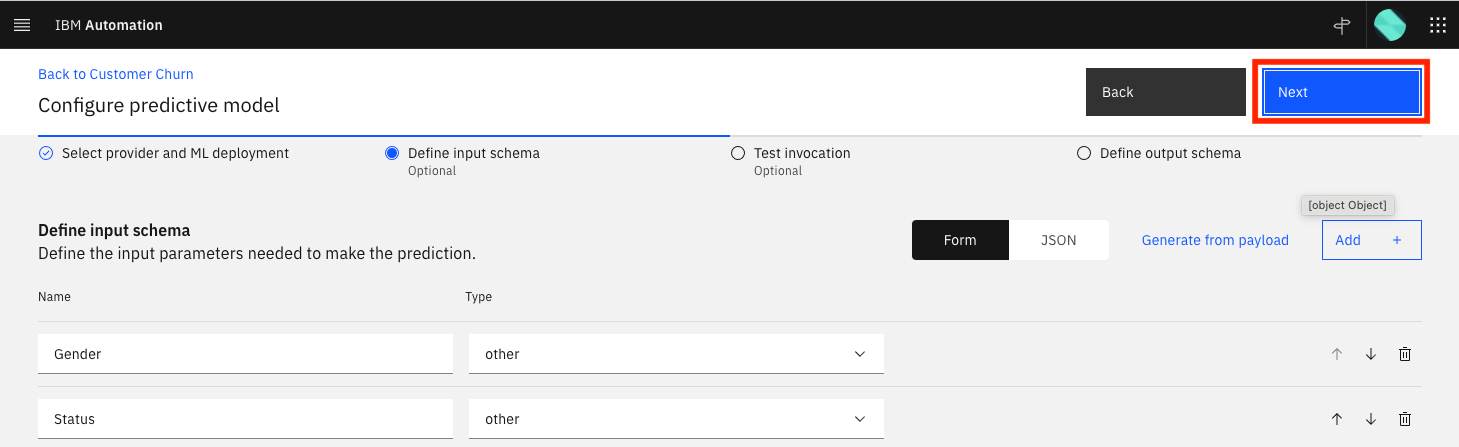 IBM Automation
Back to Customer Churn
Configure predictive model
Back
Next
Select provider and ML deployment
Define input schema
Optional
Test invocation
Optional
Define output schema
[object Object]
Define input schema
Define the input parameters needed to make the prediction.
Form
JSON
Generate from payload
Add +
Name
Type
Gender
other
Status
other